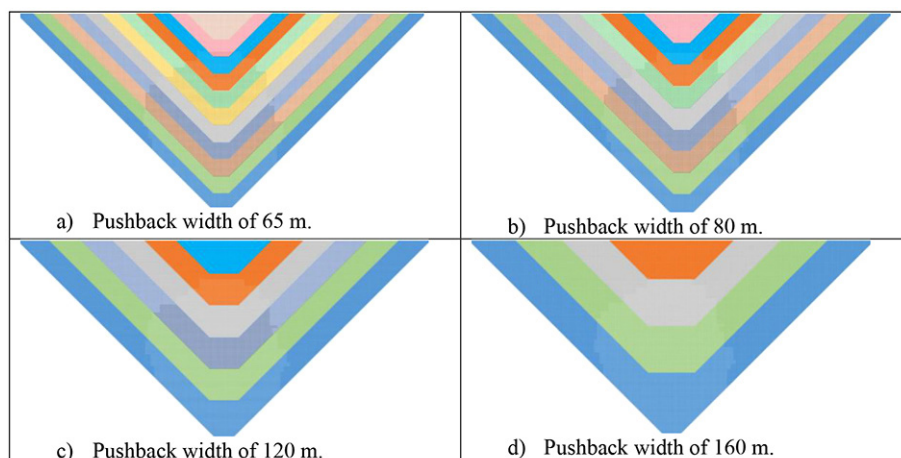 a) Pushback width of 65 m.
b) Pushback width of 80 m.
c) Pushback width of 120 m.
d) Pushback width of 160 m.